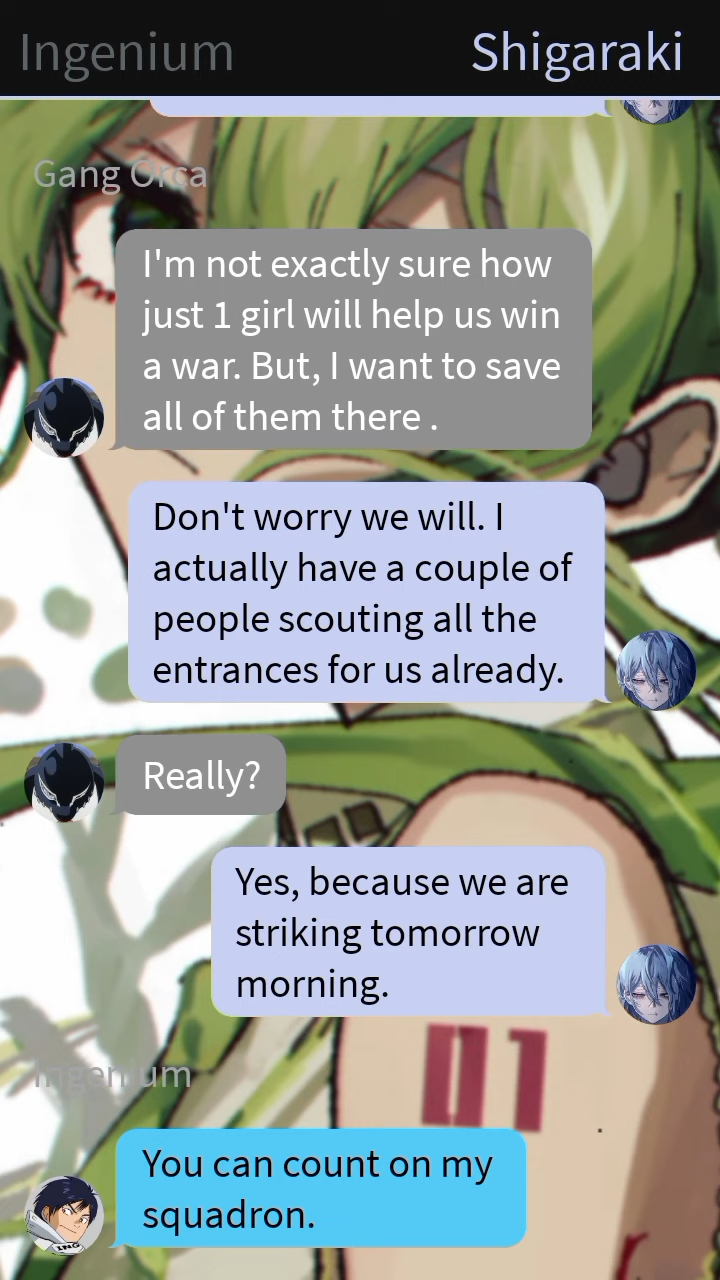 Ingenium
Shigaraki
Gang Orca
I'm not exactly sure how
just 1 girl will help us win
a war. But, I want to save
all of them there .
Don't worry we will. I
actually have a couple of
people scouting all the
entrances for us already.
Really?
Yes, because we are
striking tomorrow
morning.
01
Ingenium
You can count on my
squadron.
ING